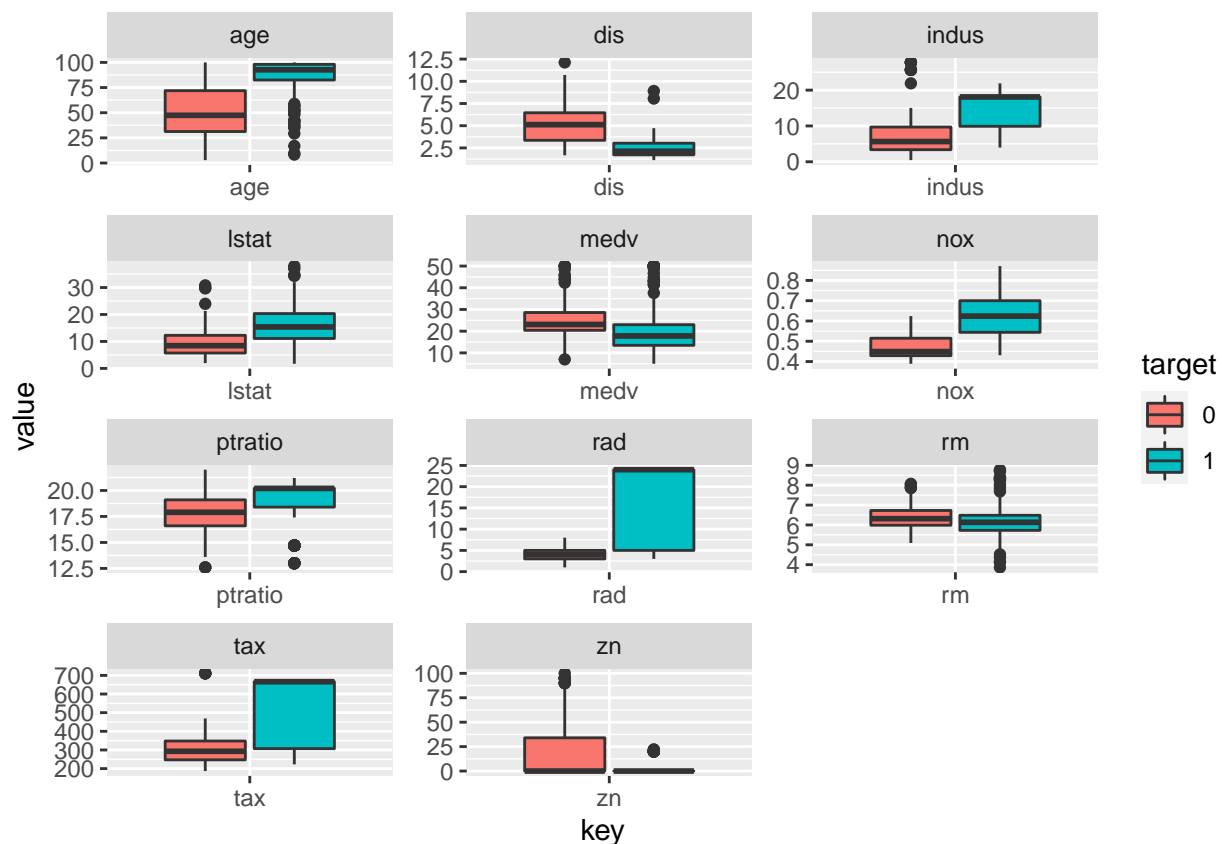 age
100
75
50
25
0
age
dis
12.5
10.0
7.5
5.0
2.5
dis
indus
20
10
0
indus
lstat
30
20
10
0
lstat
medv
50
40
30
20
10
medv
nox
0.8
0.7
0.6
0.5
0.4
nox
ptratio
20.0
17.5
15.0
12.5
ptratio
rad
25
20
15
10
5
0
rad
rm
9
8
7
6
5
4
rm
tax
700
600
500
400
300
200
tax
zn
100
75
50
25
0
zn
value
key
target
0
1